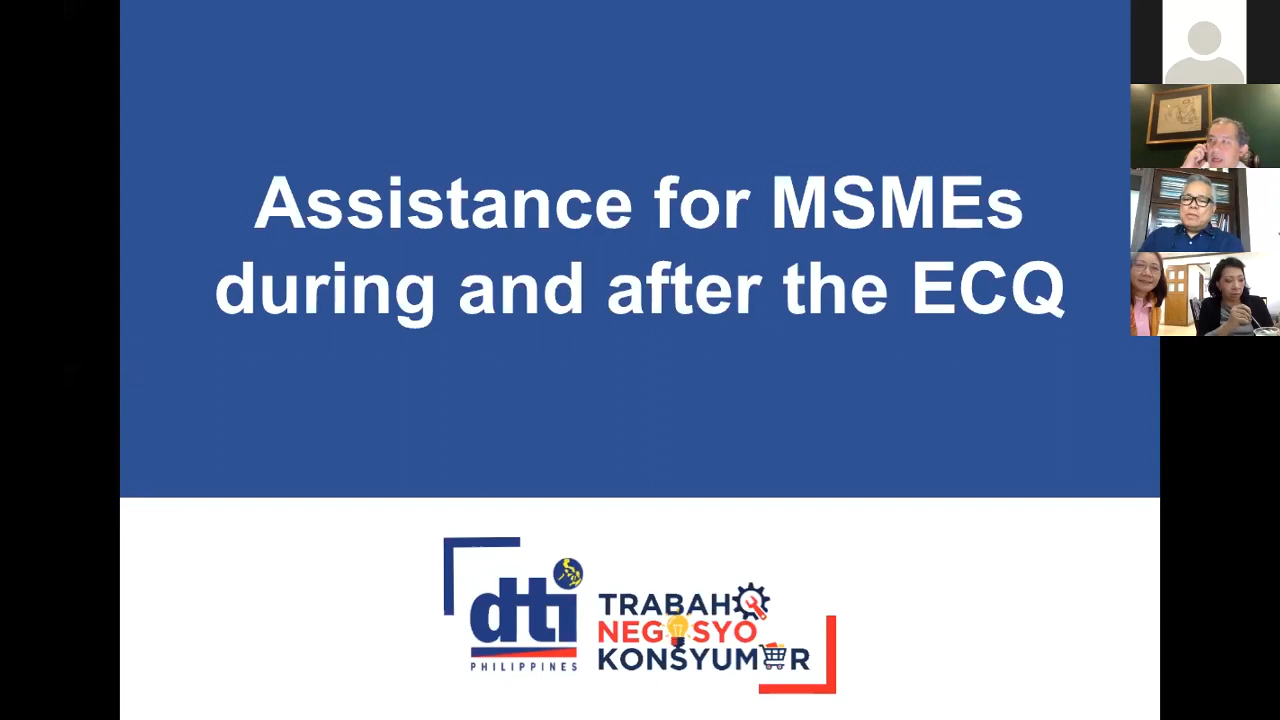 Assistance for MSMEs
during and after the ECQ
dti
PHILIPPINES
TRABAHO
NEGOSYO
KONSYUMER